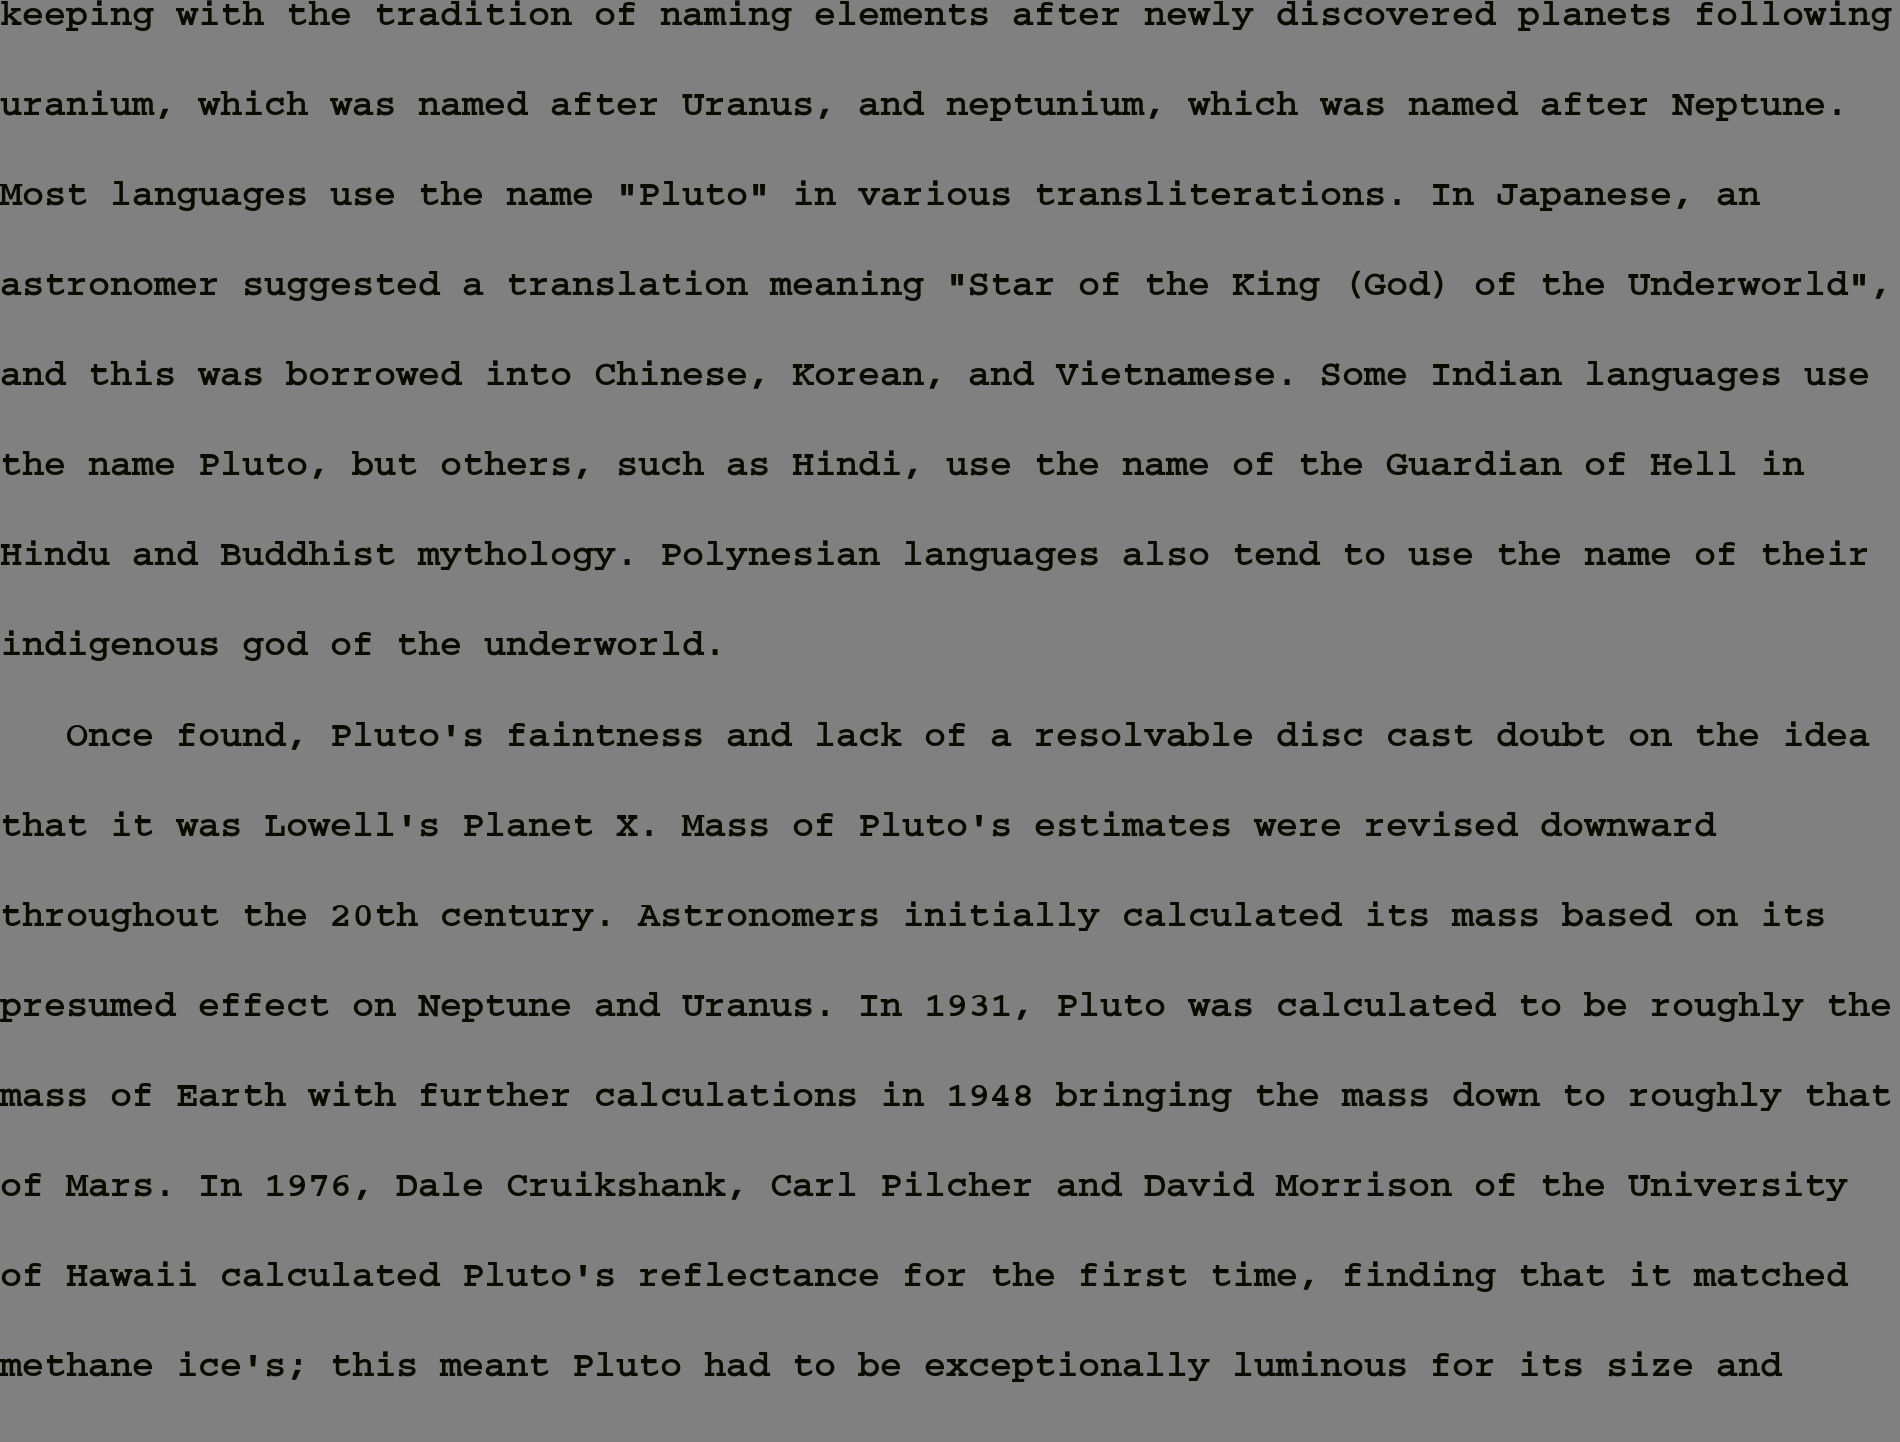 keeping with the tradition of naming elements after newly discovered planets following
uranium, which was named after Uranus, and neptunium, which was named after Neptune.
Most languages use the name "Pluto" in various transliterations. In Japanese, an
astronomer suggested a translation meaning "Star of the King (God) of the Underworld",
and this was borrowed into Chinese, Korean, and Vietnamese. Some Indian languages use
the name Pluto, but others, such as Hindi, use the name of the Guardian of Hell in
Hindu and Buddhist mythology. Polynesian languages also tend to use the name of their
indigenous god of the underworld.
Once found, Pluto's faintness and lack of a resolvable disc cast doubt on the idea
that it was Lowell's Planet X. Mass of Pluto's estimates were revised downward
throughout the 20th century. Astronomers initially calculated its mass based on its
presumed effect on Neptune and Uranus. In 1931, Pluto was calculated to be roughly the
mass of Earth with further calculations in 1948 bringing the mass down to roughly that
of Mars. In 1976, Dale Cruikshank, Carl Pilcher and David Morrison of the University
of Hawaii calculated Pluto's reflectance for the first time, finding that it matched
methane ice's; this meant Pluto had to be exceptionally luminous for its size and